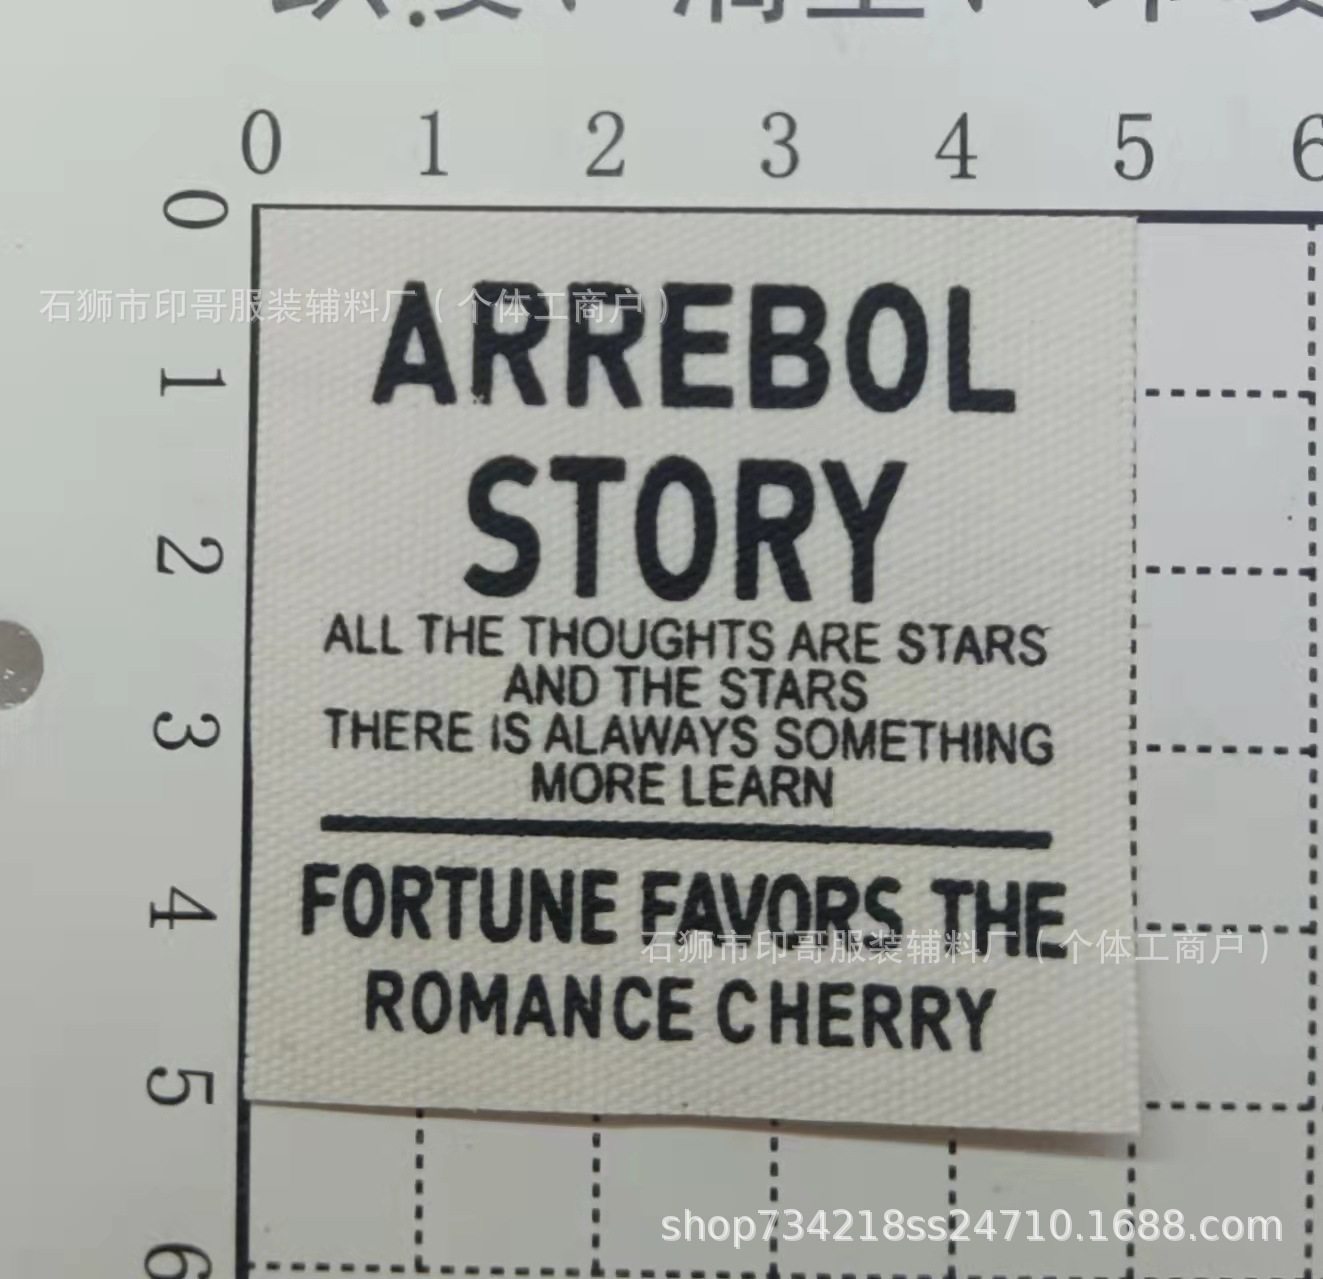 0 1 2 3 4 5 6
0
石狮市印哥服装辅料厂（个体工商户）
ARREBOL
1
STORY
2
ALL THE THOUGHTS ARE STARS
AND THE STARS
3
THERE IS ALAWAYS SOMETHING
MORE LEARN
4
FORTUNE FAVORS THE
石狮市印哥服装辅料厂（个体工商户）
ROMANCE CHERRY
5
shop734218ss24710.1688.com
6